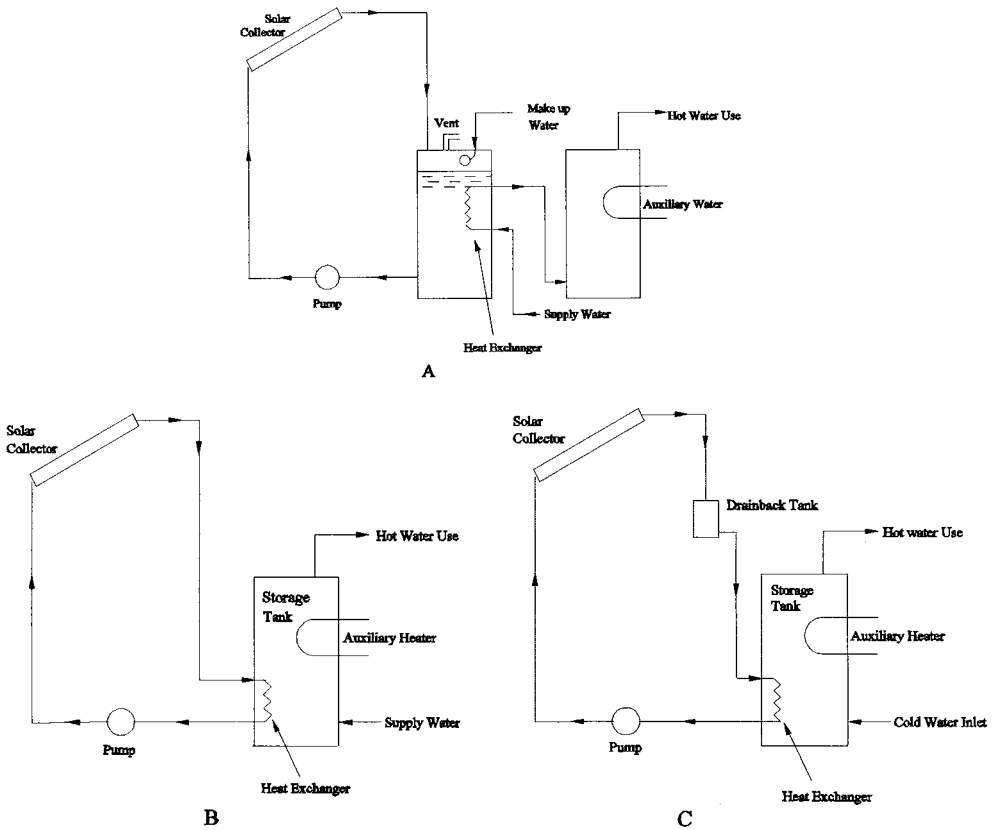 Solar
Collector
Make up
Water
Vent
Hot Water Use
Auxiliary Water
Pump
Supply Water
Heat Exchanger
A
Solar
Collector
Hot Water Use
Storage
Tank
Auxiliary Heater
Supply Water
Pump
Heat Exchanger
B
Solar
Collector
Drainback Tank
Hot water Use
Storage
Tank
Auxiliary Heater
Cold Water Inlet
Pump
Heat Exchanger
C